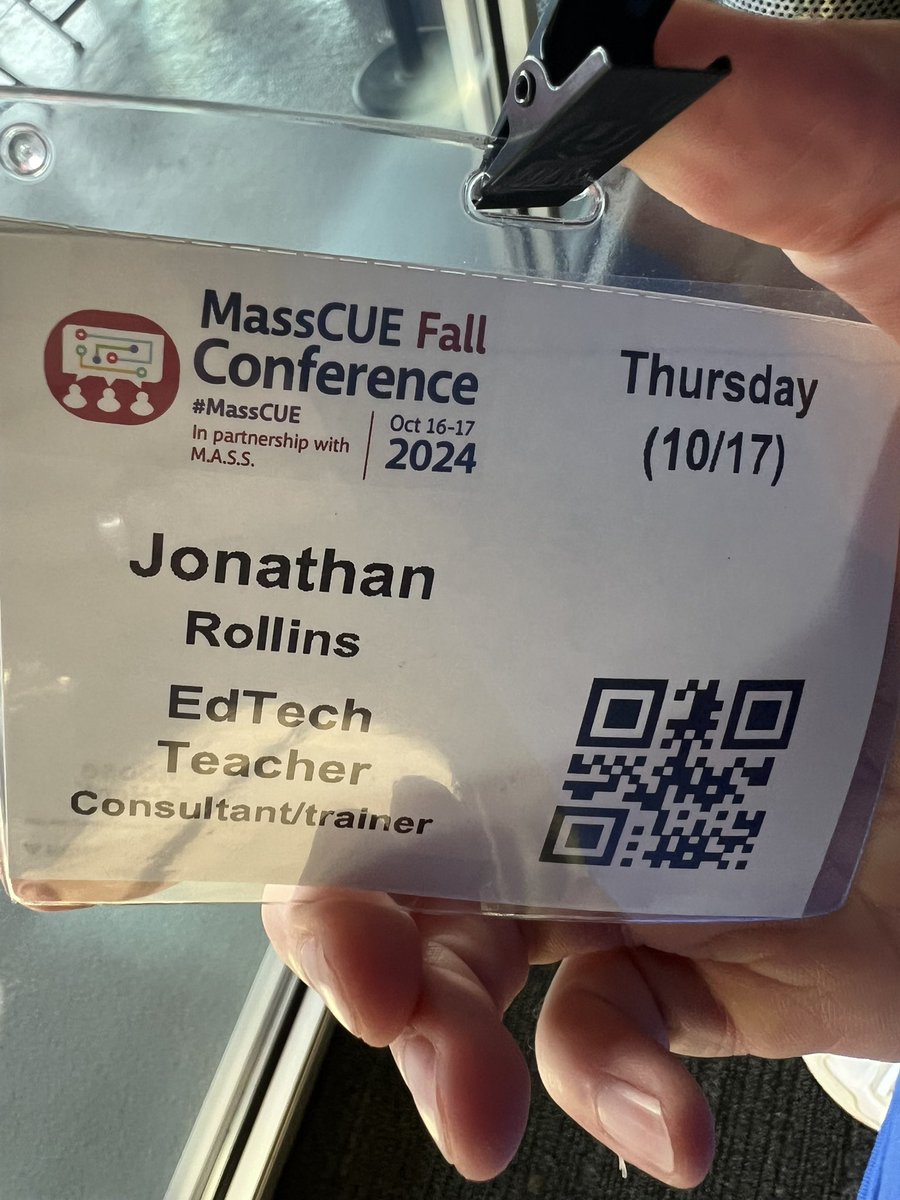 MassCUE Fall
Conference
#MassCUE
In partnership with
M.A.S.S.
Oct 16-17
2024
Thursday
(10/17)
Jonathan
Rollins
EdTech
Teacher
Consultant/trainer